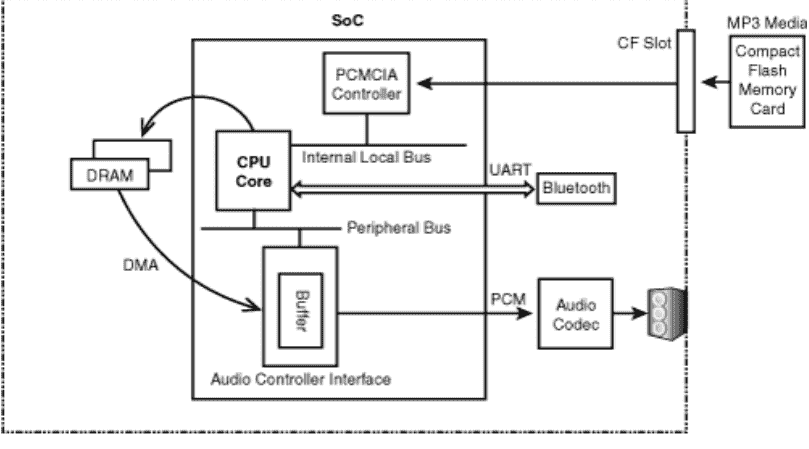 SoC
MP3 Media
CF Slot
Compact
Flash
Memory
Card
PCMCIA
Controller
CPU
Core
Internal Local Bus
DRAM
UART
Bluetooth
Peripheral Bus
DMA
Buffer
PCM
Audio
Codec
Audio Controller Interface